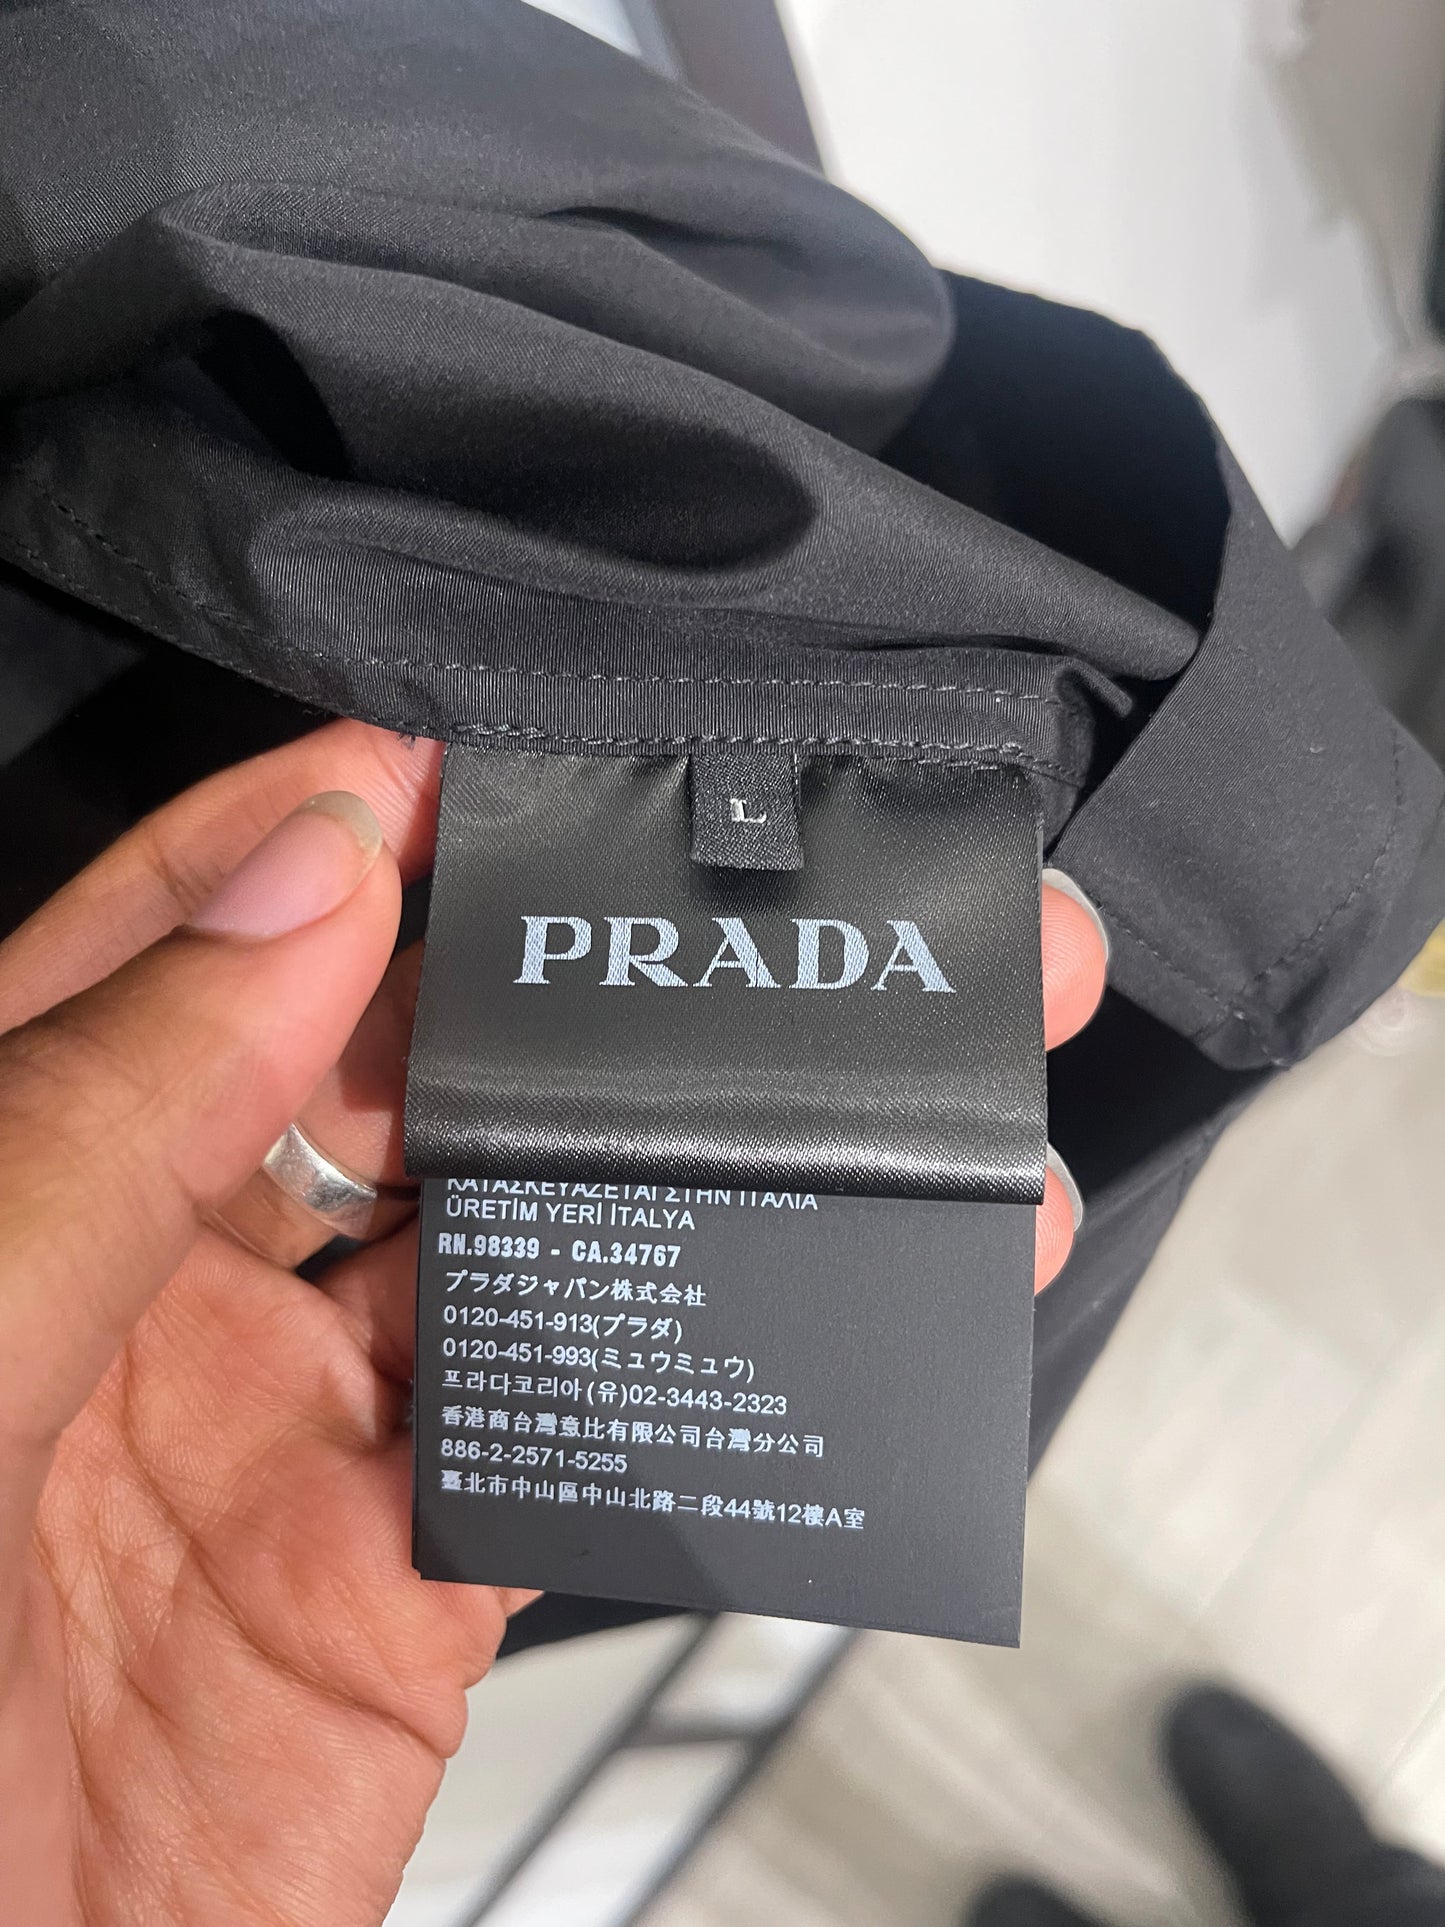 L
PRADA
ΚΑΤΑΣΚΕΥΑΖΕΤΑΙ ΣΤΗΝ ΙΤΑΛΙΑ
ÜRETİM YERİ İTALYA
RN.98339 - CA.34767
プラダジャパン株式会社
0120-451-913(プラダ)
0120-451-993(ミュウミュウ)
프라다코리아(유)02-3443-2323
香港商台灣意比有限公司台灣分公司
886-2-2571-5255
臺北市中山區中山北路二段44號12樓A室